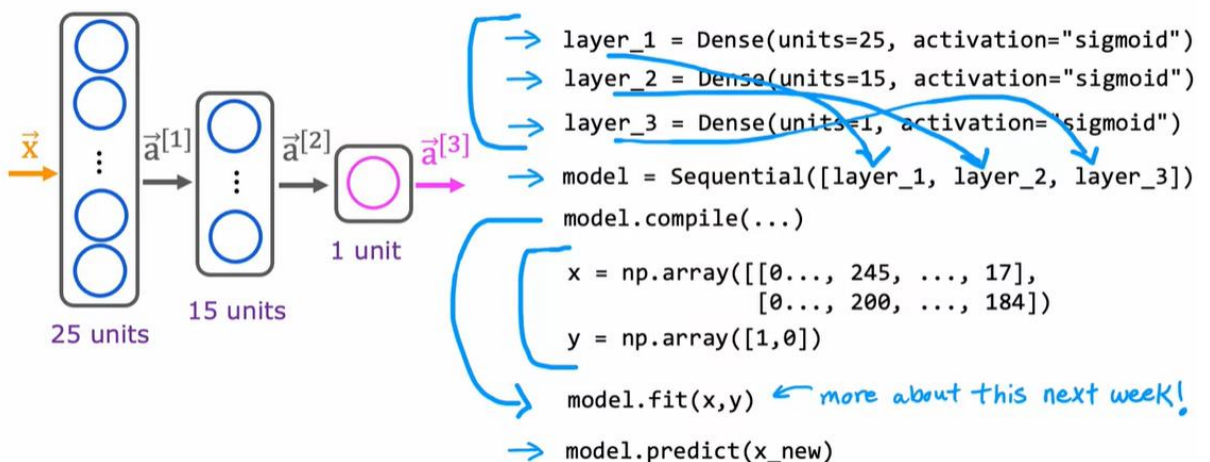 x⃗
a⃗[1]
a⃗[2]
a⃗[3]
25 units
15 units
1 unit
layer_1 = Dense(units=25, activation="sigmoid")
layer_2 = Dense(units=15, activation="sigmoid")
layer_3 = Dense(units=1, activation="sigmoid")
model = Sequential([layer_1, layer_2, layer_3])
model.compile(...)
x = np.array([[0..., 245, ..., 17],
[0..., 200, ..., 184])
y = np.array([1,0])
model.fit(x,y) ← more about this next week!
model.predict(x_new)